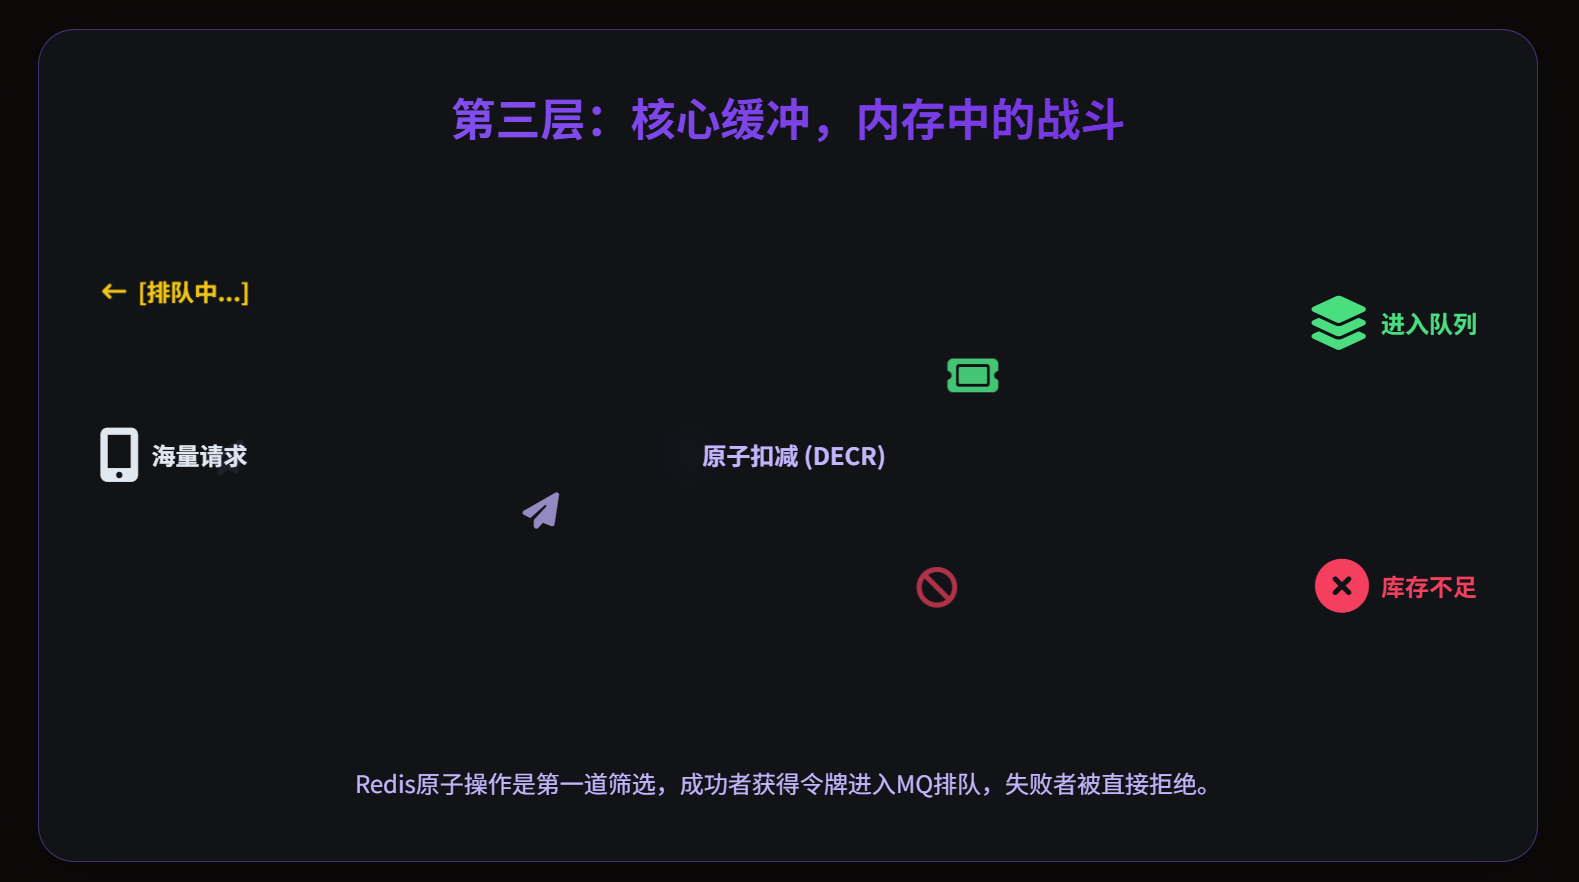 第三层：核心缓冲，内存中的战斗
← [排队中...]
进入队列
海量请求
原子扣减 (DECR)
库存不足
Redis原子操作是第一道筛选，成功者获得令牌进入MQ排队，失败者被直接拒绝。